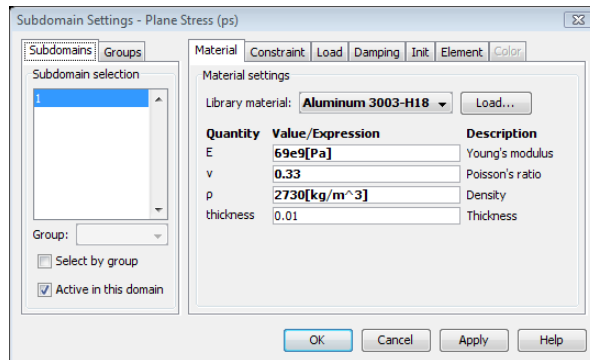 Subdomain Settings - Plane Stress (ps)
Subdomains Groups
Subdomain selection
1
Group:
Select by group
Active in this domain
Material Constraint Load Damping Init Element Color
Material settings
Library material: Aluminum 3003-H18 Load...
Quantity Value/Expression Description
E 69e9[Pa] Young's modulus
ν 0.33 Poisson's ratio
ρ 2730[kg/m^3] Density
thickness 0.01 Thickness
OK Cancel Apply Help